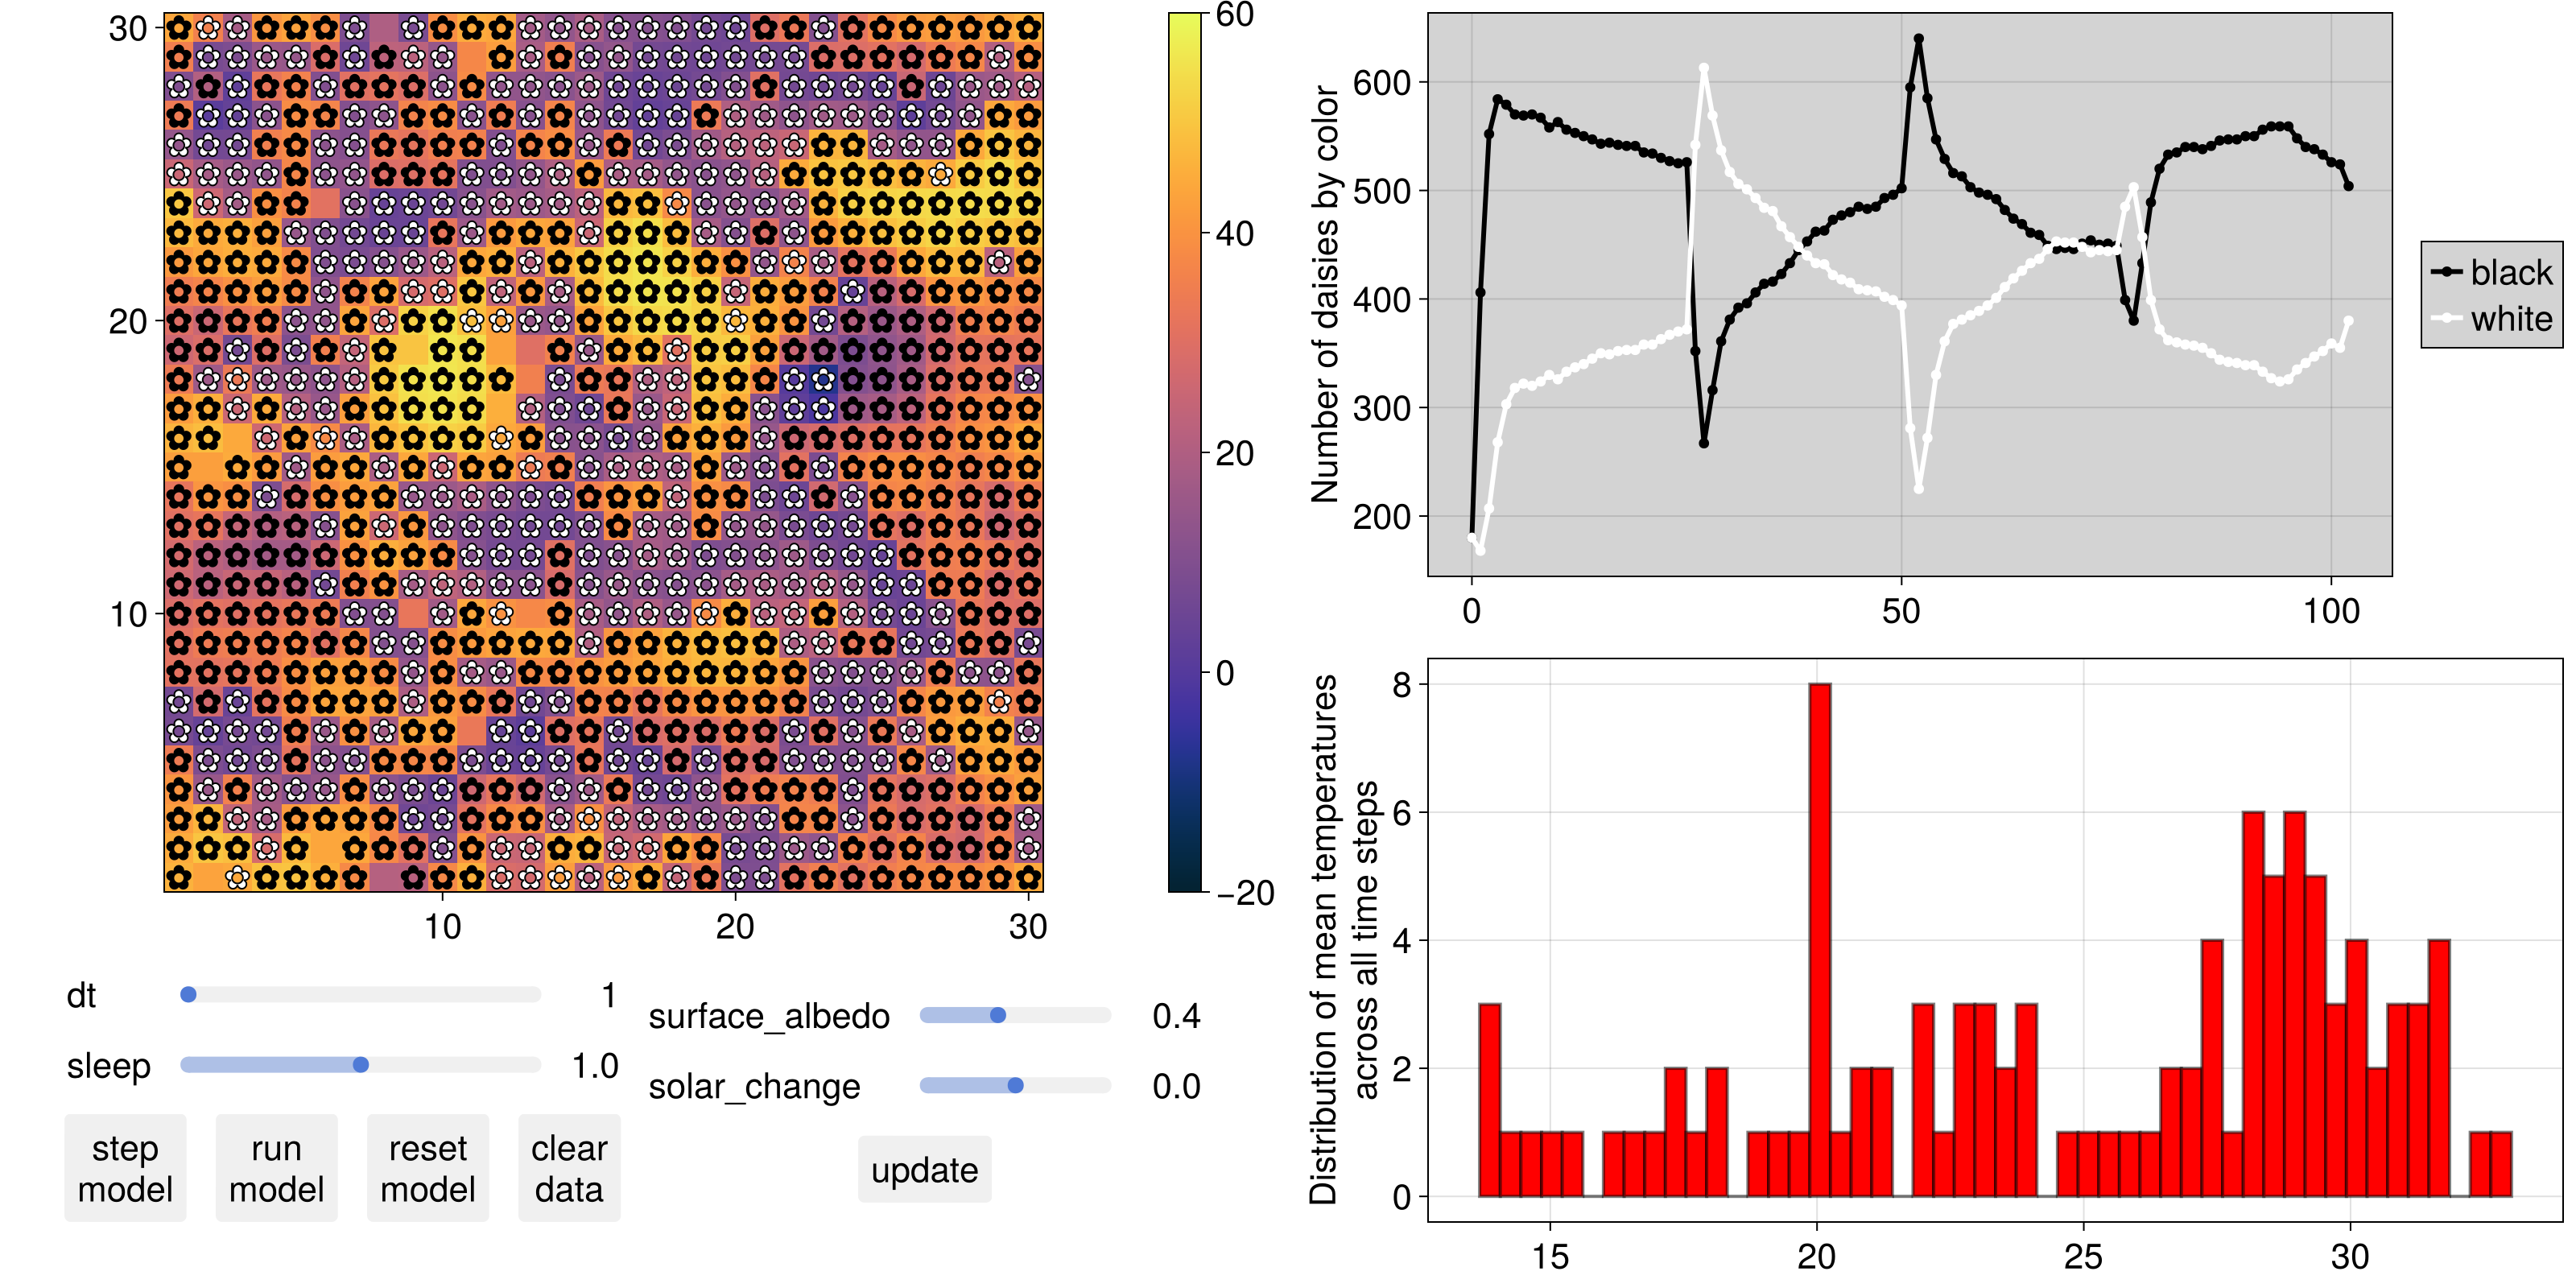 30
20
10
10
20
30
60
40
20
0
−20
Number of daisies by color
600
500
400
300
200
0
50
100
black
white
Distribution of mean temperatures
across all time steps
8
6
4
2
0
15
20
25
30
dt
1
sleep
1.0
surface_albedo
0.4
solar_change
0.0
step
model
run
model
reset
model
clear
data
update